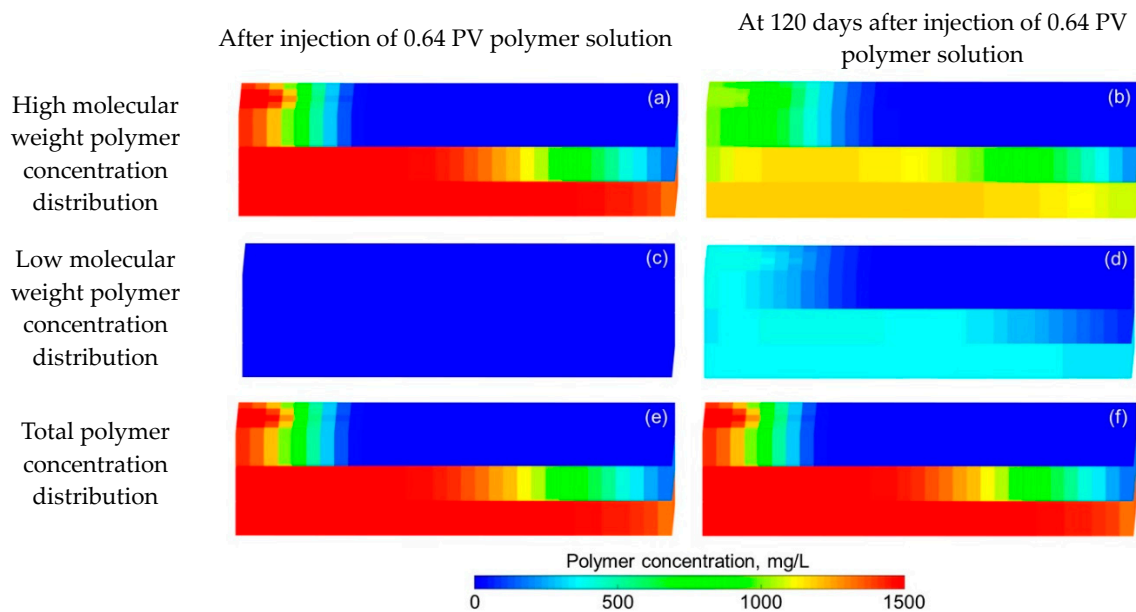 After injection of 0.64 PV polymer solution
At 120 days after injection of 0.64 PV
polymer solution
High molecular
weight polymer
concentration
distribution
(a)
(b)
Low molecular
weight polymer
concentration
distribution
(c)
(d)
Total polymer
concentration
distribution
(e)
(f)
Polymer concentration, mg/L
0 500 1000 1500